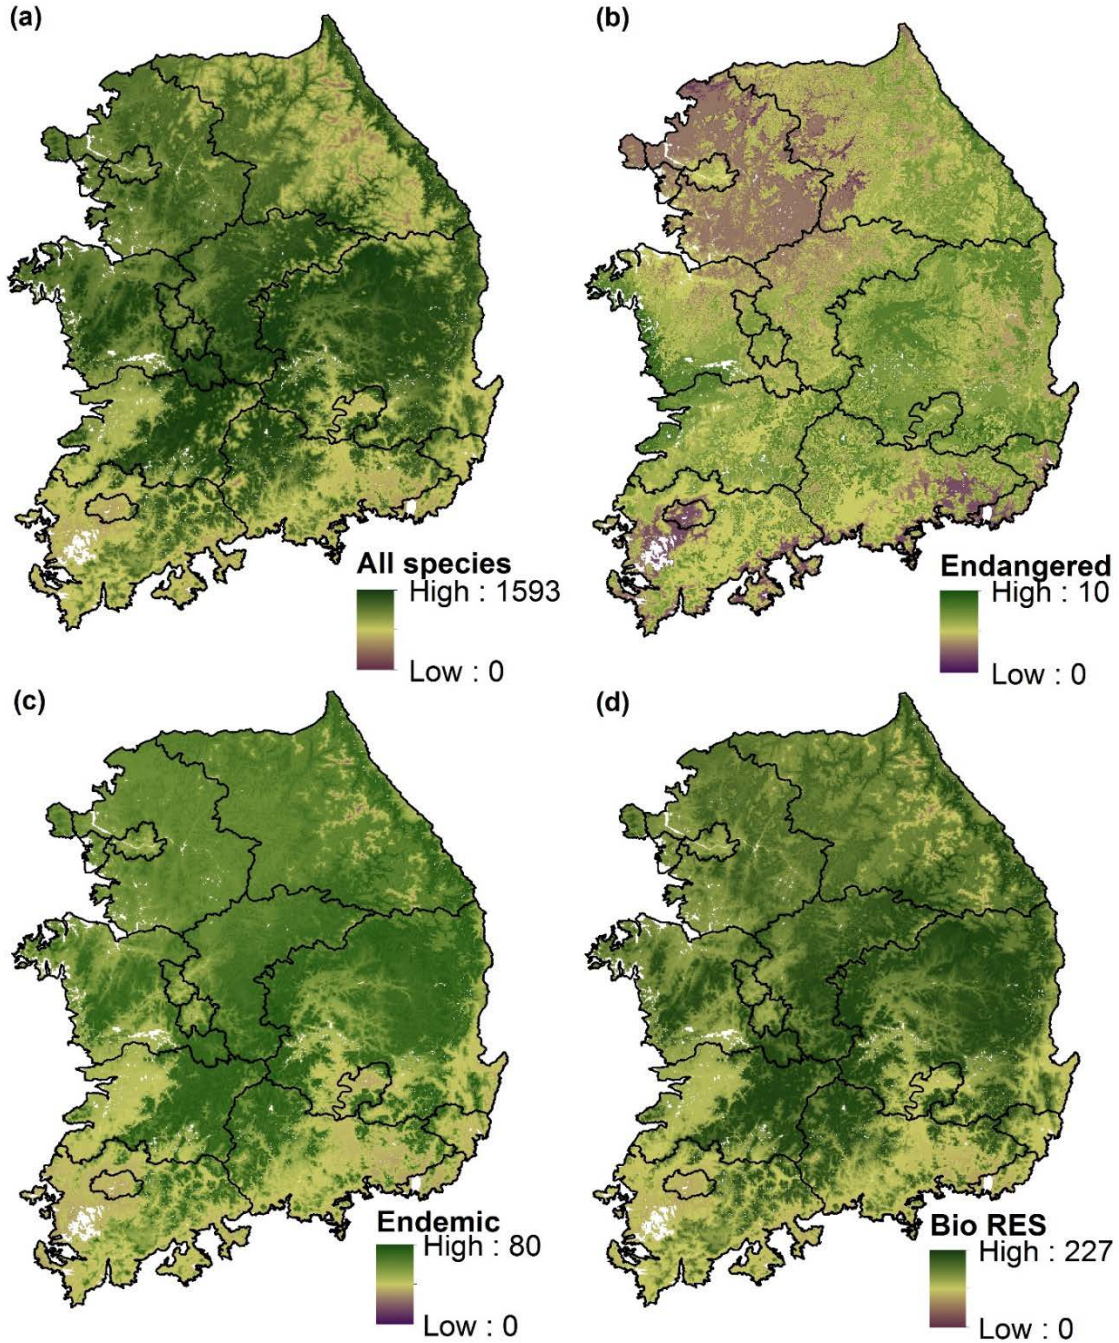 (a)
(b)
All species
High : 1593
Low : 0
Endangered
High : 10
Low : 0
(c)
(d)
Endemic
High : 80
Low : 0
Bio RES
High : 227
Low : 0